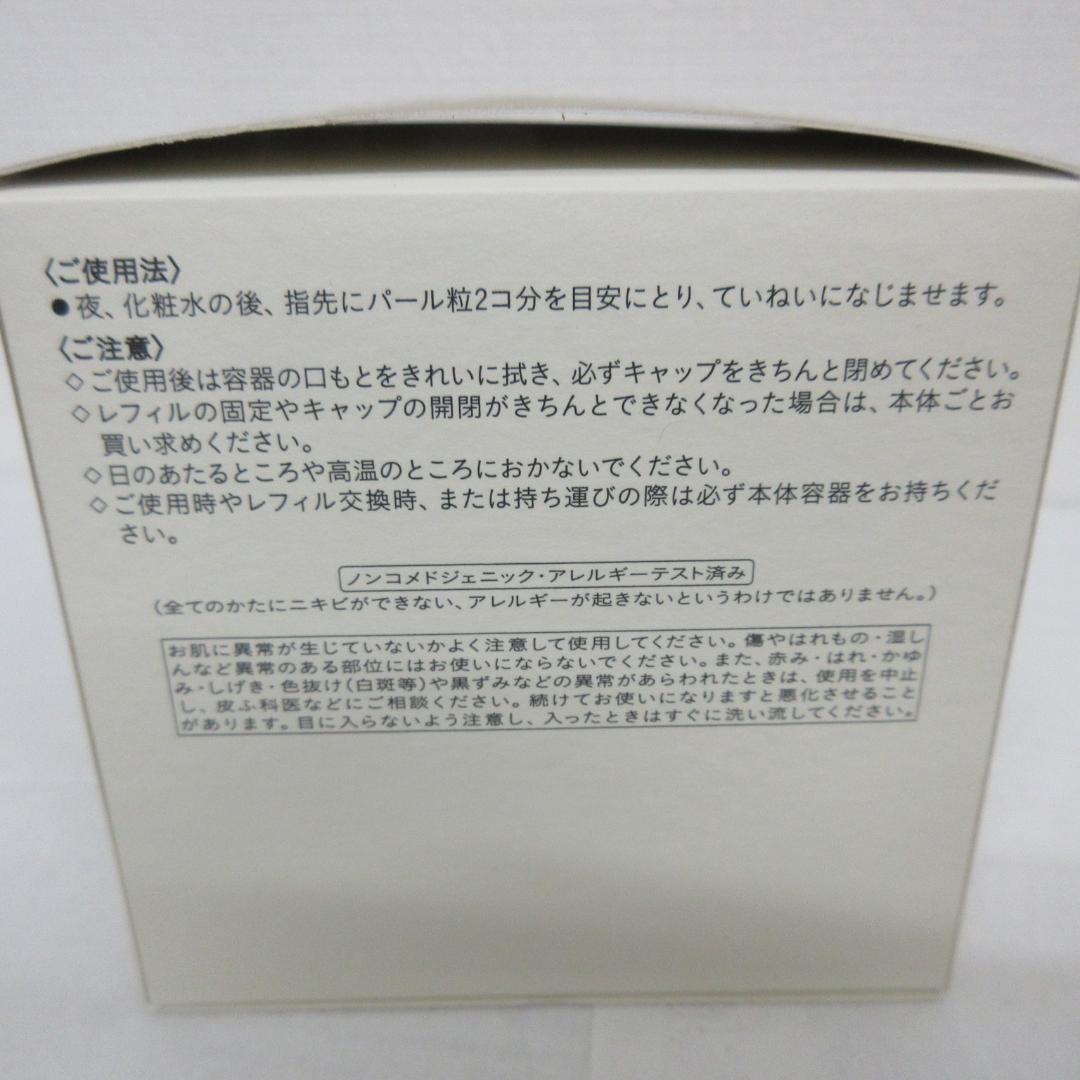 〈ご使用法〉
●夜、化粧水の後、指先にパール粒2コ分を目安にとり、ていねいになじませます。
〈ご注意〉
◇ご使用後は容器の口もとをきれいに拭き、必ずキャップをきちんと閉めてください。
◇レフィルの固定やキャップの開閉がきちんとできなくなった場合は、本体ごとお
買い求めください。
◇日のあたるところや高温のところにおかないでください。
◇ご使用時やレフィル交換時、または持ち運びの際は必ず本体容器をお持ちくだ
さい。
ノンコメドジェニック・アレルギーテスト済み
（全てのかたにニキビができない、アレルギーが起きないというわけではありません。）
お肌に異常が生じていないかよく注意して使用してください。傷やはれもの・湿し
んなど異常のある部位にはお使いにならないでください。また、赤み・はれ・かゆ
み・しげき・色抜け（白斑等）や黒ずみなどの異常があらわれたときは、使用を中止
し、皮ふ科医などにご相談ください。続けてお使いになりますと悪化させること
があります。目に入らないよう注意し、入ったときはすぐに洗い流してください。